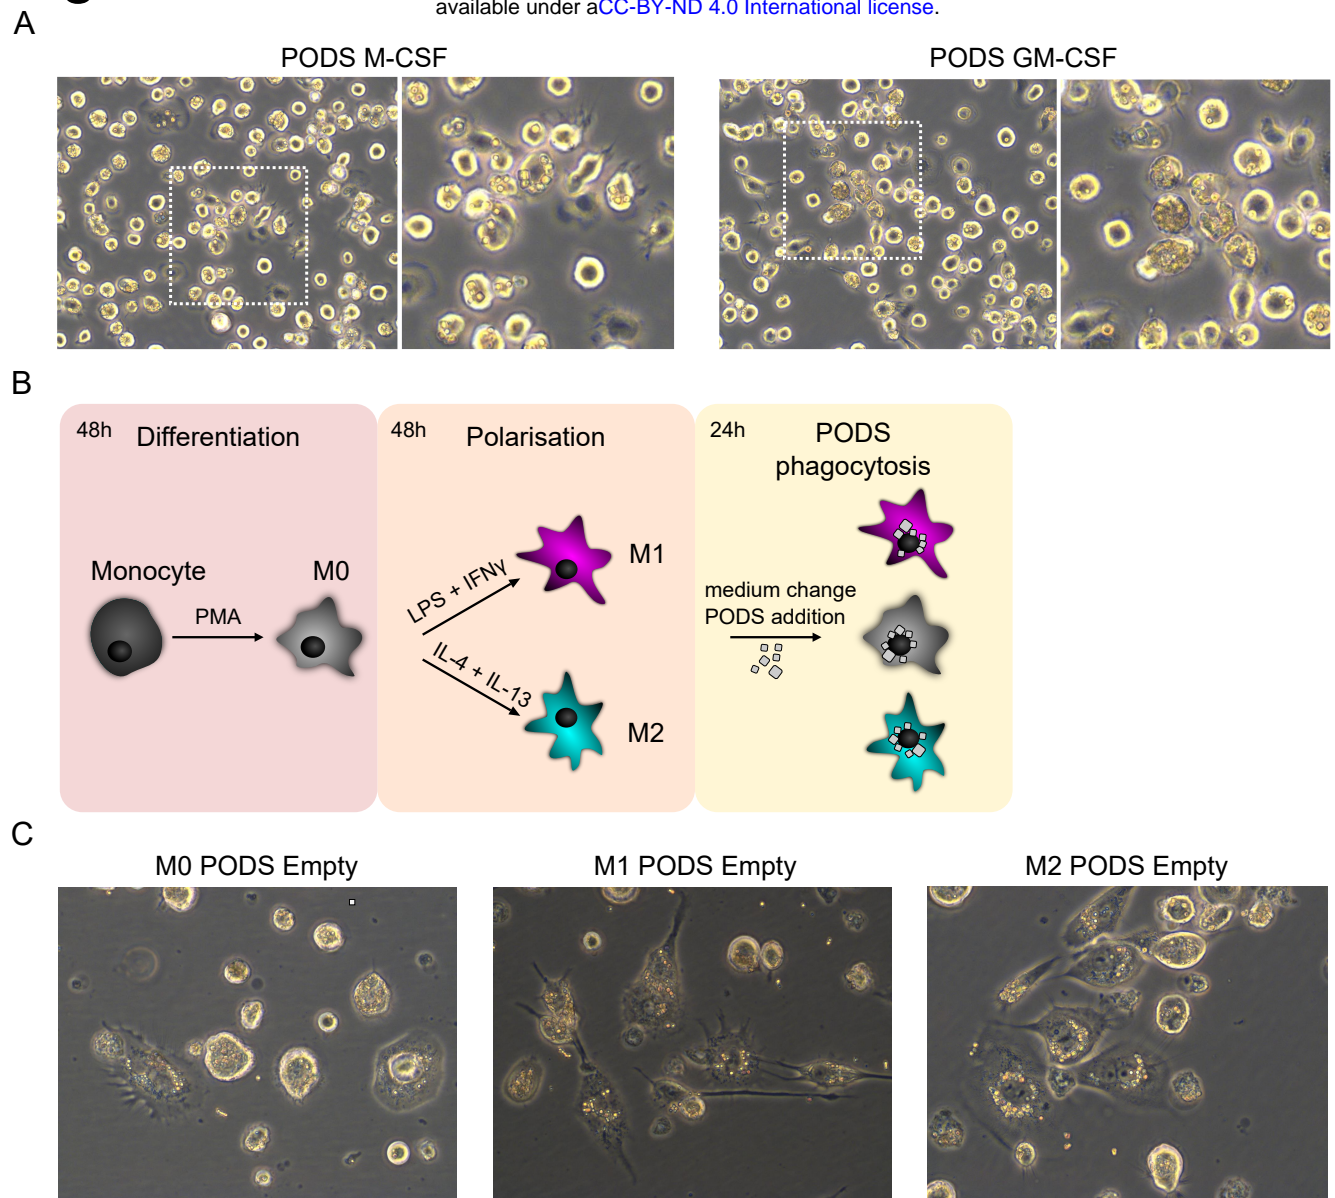 available under aCC-BY-ND 4.0 International license.
A
PODS M-CSF
PODS GM-CSF
B
48h
Differentiation
48h
Polarisation
24h
PODS
phagocytosis
Monocyte
M0
PMA
LPS + IFNγ
M1
IL-4 + IL-13
M2
medium change
PODS addition
C
M0 PODS Empty
M1 PODS Empty
M2 PODS Empty